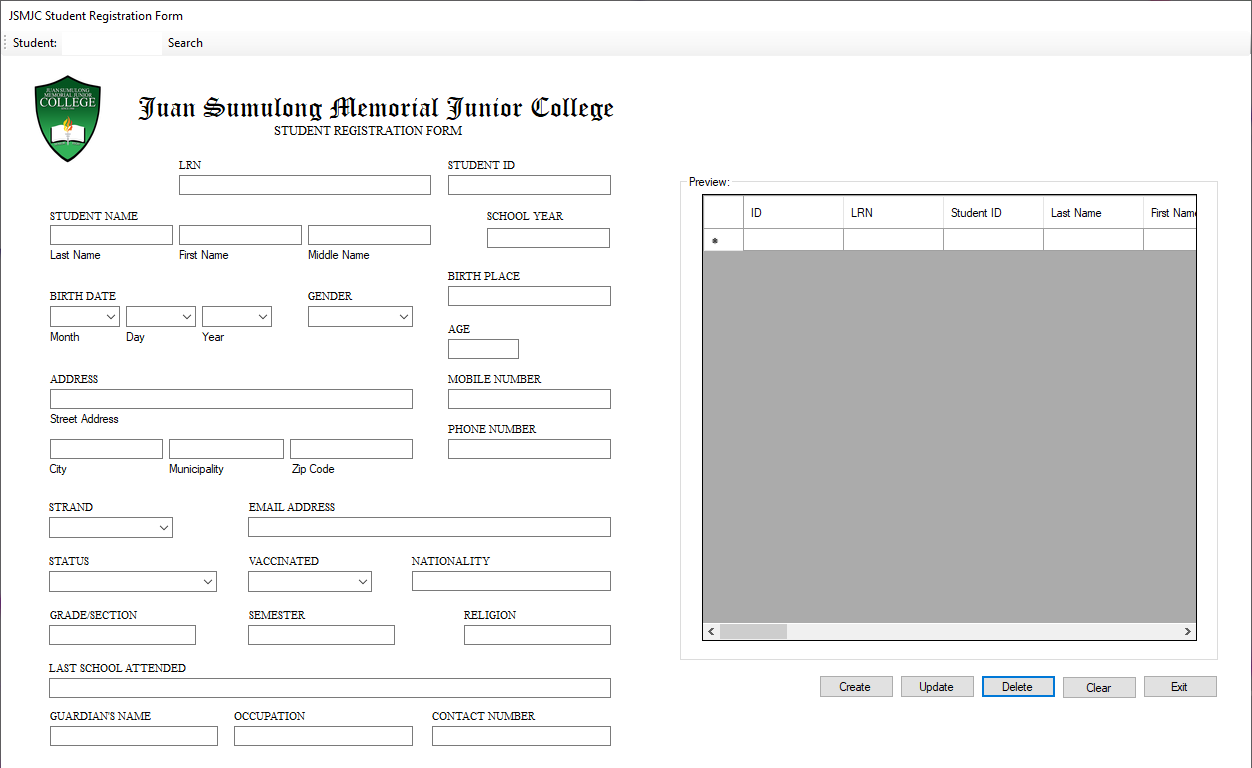 JSMJC Student Registration Form
Student: Search
JUAN SUMULONG
MEMORIAL JUNIOR
COLLEGE
Juan Sumulong Memorial Junior College
STUDENT REGISTRATION FORM
LRN STUDENT ID
STUDENT NAME SCHOOL YEAR
Last Name First Name Middle Name
BIRTH PLACE
BIRTH DATE GENDER
Month Day Year
AGE
ADDRESS MOBILE NUMBER
Street Address
PHONE NUMBER
City Municipality Zip Code
STRAND EMAIL ADDRESS
STATUS VACCINATED NATIONALITY
GRADE/SECTION SEMESTER RELIGION
LAST SCHOOL ATTENDED
GUARDIAN'S NAME OCCUPATION CONTACT NUMBER
Preview:
ID LRN Student ID Last Name First Name
Create Update Delete Clear Exit